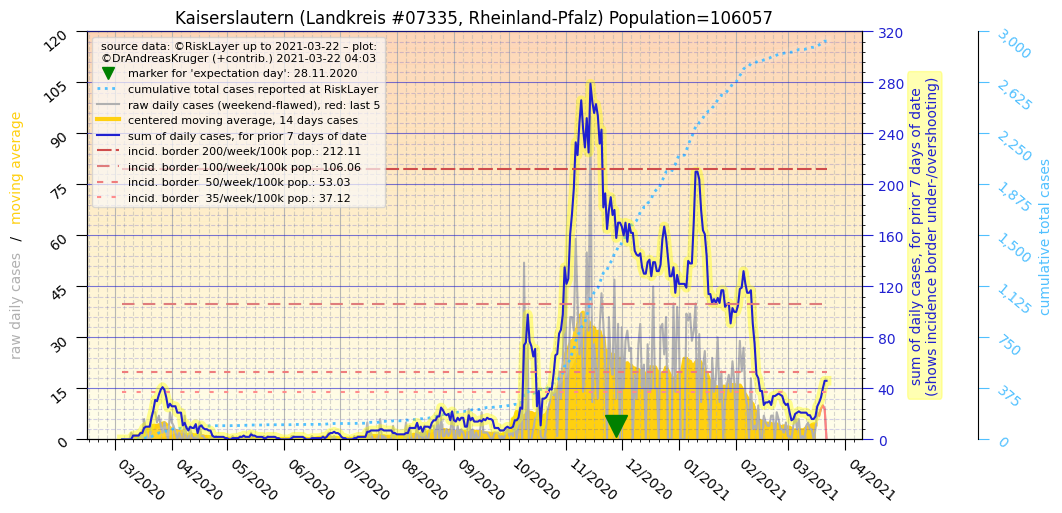 Kaiserslautern (Landkreis #07335, Rheinland-Pfalz) Population=106057
source data: ©RiskLayer up to 2021-03-22 – plot:
©DrAndreasKruger (+contrib.) 2021-03-22 04:03
marker for 'expectation day': 28.11.2020
cumulative total cases reported at RiskLayer
raw daily cases (weekend-flawed), red: last 5
centered moving average, 14 days cases
sum of daily cases, for prior 7 days of date
incid. border 200/week/100k pop.: 212.11
incid. border 100/week/100k pop.: 106.06
incid. border  50/week/100k pop.: 53.03
incid. border  35/week/100k pop.: 37.12
raw daily cases / moving average
120
105
90
75
60
45
30
15
0
320
280
240
200
160
120
80
40
0
sum of daily cases, for prior 7 days of date
(shows incidence border under-/overshooting)
3,000
2,625
2,250
1,875
1,500
1,125
750
375
0
cumulative total cases
03/2020
04/2020
05/2020
06/2020
07/2020
08/2020
09/2020
10/2020
11/2020
12/2020
01/2021
02/2021
03/2021
04/2021